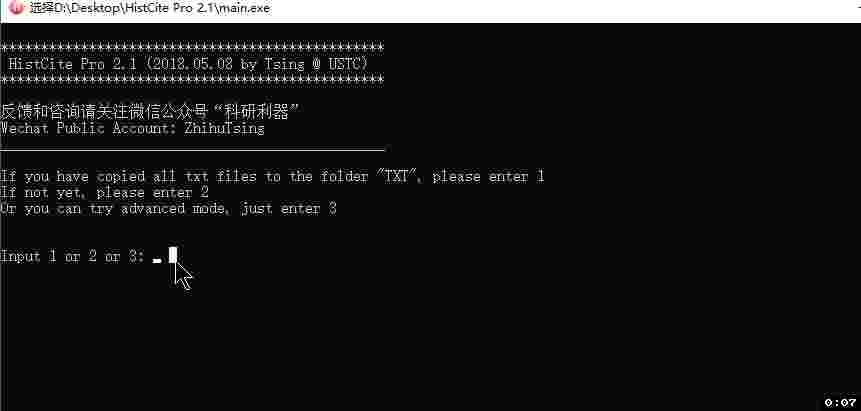 选择D:\Desktop\HistCite Pro 2.1\main.exe
************************************************
HistCite Pro 2.1 (2018.05.08 by Tsing @ USTC)
************************************************
反馈和咨询请关注微信公众号“科研利器”
Wechat Public Account: ZhihuTsing
________________________________________________
If you have copied all txt files to the folder "TXT", please enter 1
If not yet, please enter 2
Or you can try advanced mode, just enter 3
Input 1 or 2 or 3: _
0:07